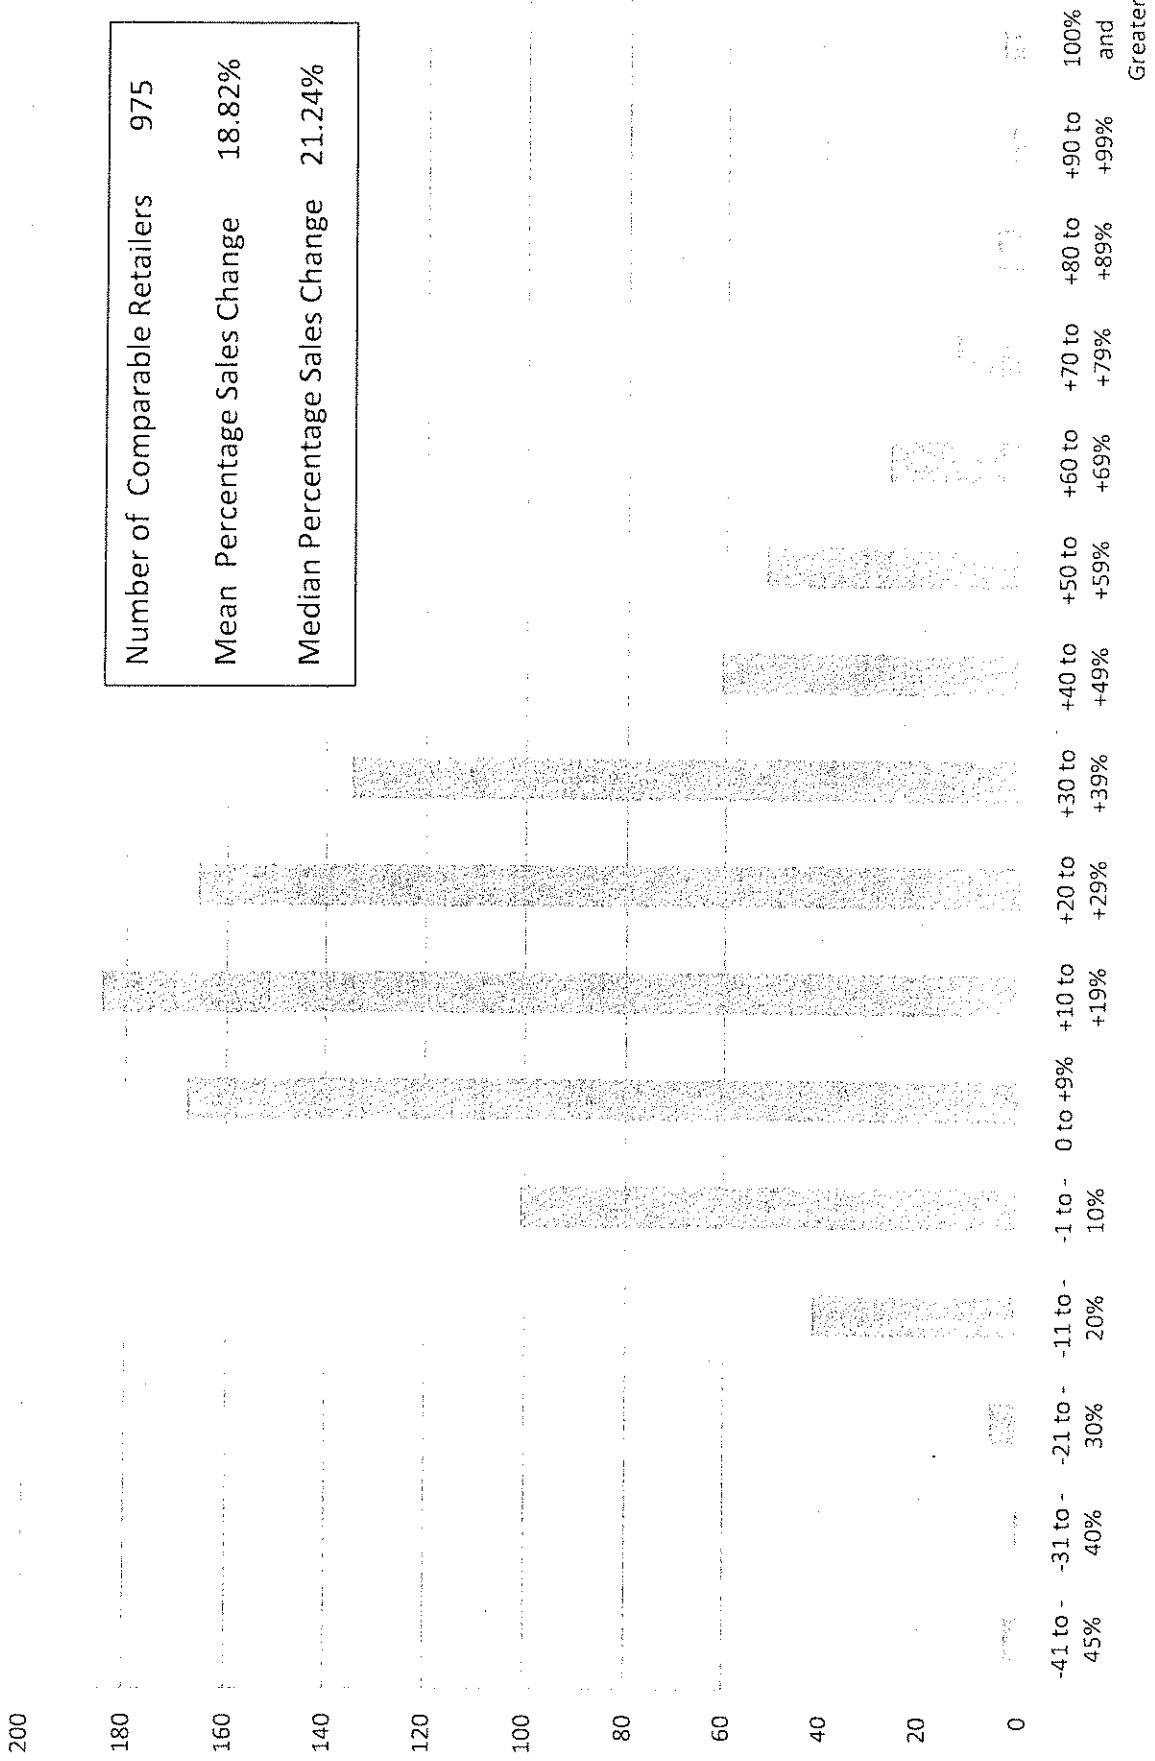 200
180
160
140
120
100
80
60
40
20
0
Number of Comparable Retailers 975
Mean Percentage Sales Change 18.82%
Median Percentage Sales Change 21.24%
-41 to -
45%
-31 to -
40%
-21 to -
30%
-11 to -
20%
-1 to -
10%
0 to +9%
+10 to
+19%
+20 to
+29%
+30 to
+39%
+40 to
+49%
+50 to
+59%
+60 to
+69%
+70 to
+79%
+80 to
+89%
+90 to
+99%
100%
and
Greater